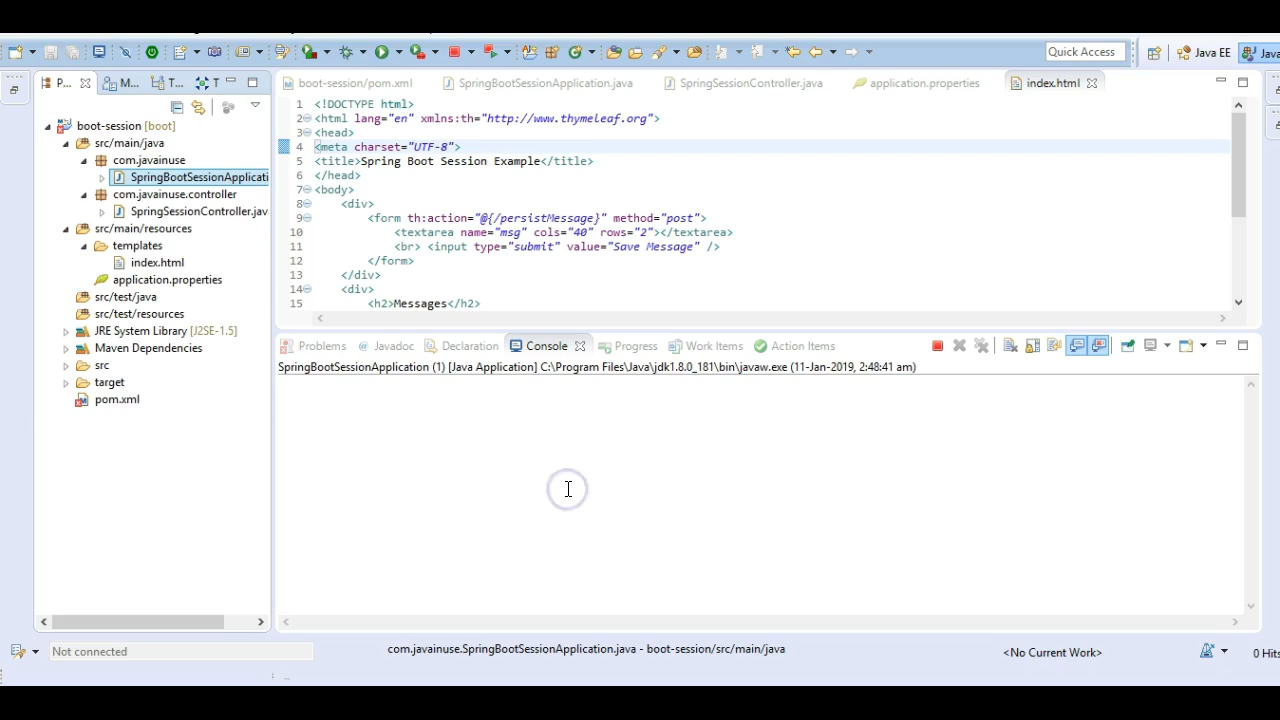 Quick Access
Java EE
Java
P...
M...
T...
T
boot-session/pom.xml
SpringBootSessionApplication.java
SpringSessionController.java
application.properties
index.html
boot-session [boot]
src/main/java
com.javainuse
SpringBootSessionApplicati
com.javainuse.controller
SpringSessionController.jav
src/main/resources
templates
index.html
application.properties
src/test/java
src/test/resources
JRE System Library [J2SE-1.5]
Maven Dependencies
src
target
pom.xml
1 <!DOCTYPE html>
2 <html lang="en" xmlns:th="http://www.thymeleaf.org">
3 <head>
4 <meta charset="UTF-8">
5 <title>Spring Boot Session Example</title>
6 </head>
7 <body>
8 <div>
9 <form th:action="@{/persistMessage}" method="post">
10 <textarea name="msg" cols="40" rows="2"></textarea>
11 <br> <input type="submit" value="Save Message" />
12 </form>
13 </div>
14 <div>
15 <h2>Messages</h2>
Problems
Javadoc
Declaration
Console
Progress
Work Items
Action Items
SpringBootSessionApplication (1) [Java Application] C:\Program Files\Java\jdk1.8.0_181\bin\javaw.exe (11-Jan-2019, 2:48:41 am)
Not connected
com.javainuse.SpringBootSessionApplication.java - boot-session/src/main/java
<No Current Work>
0 Hits